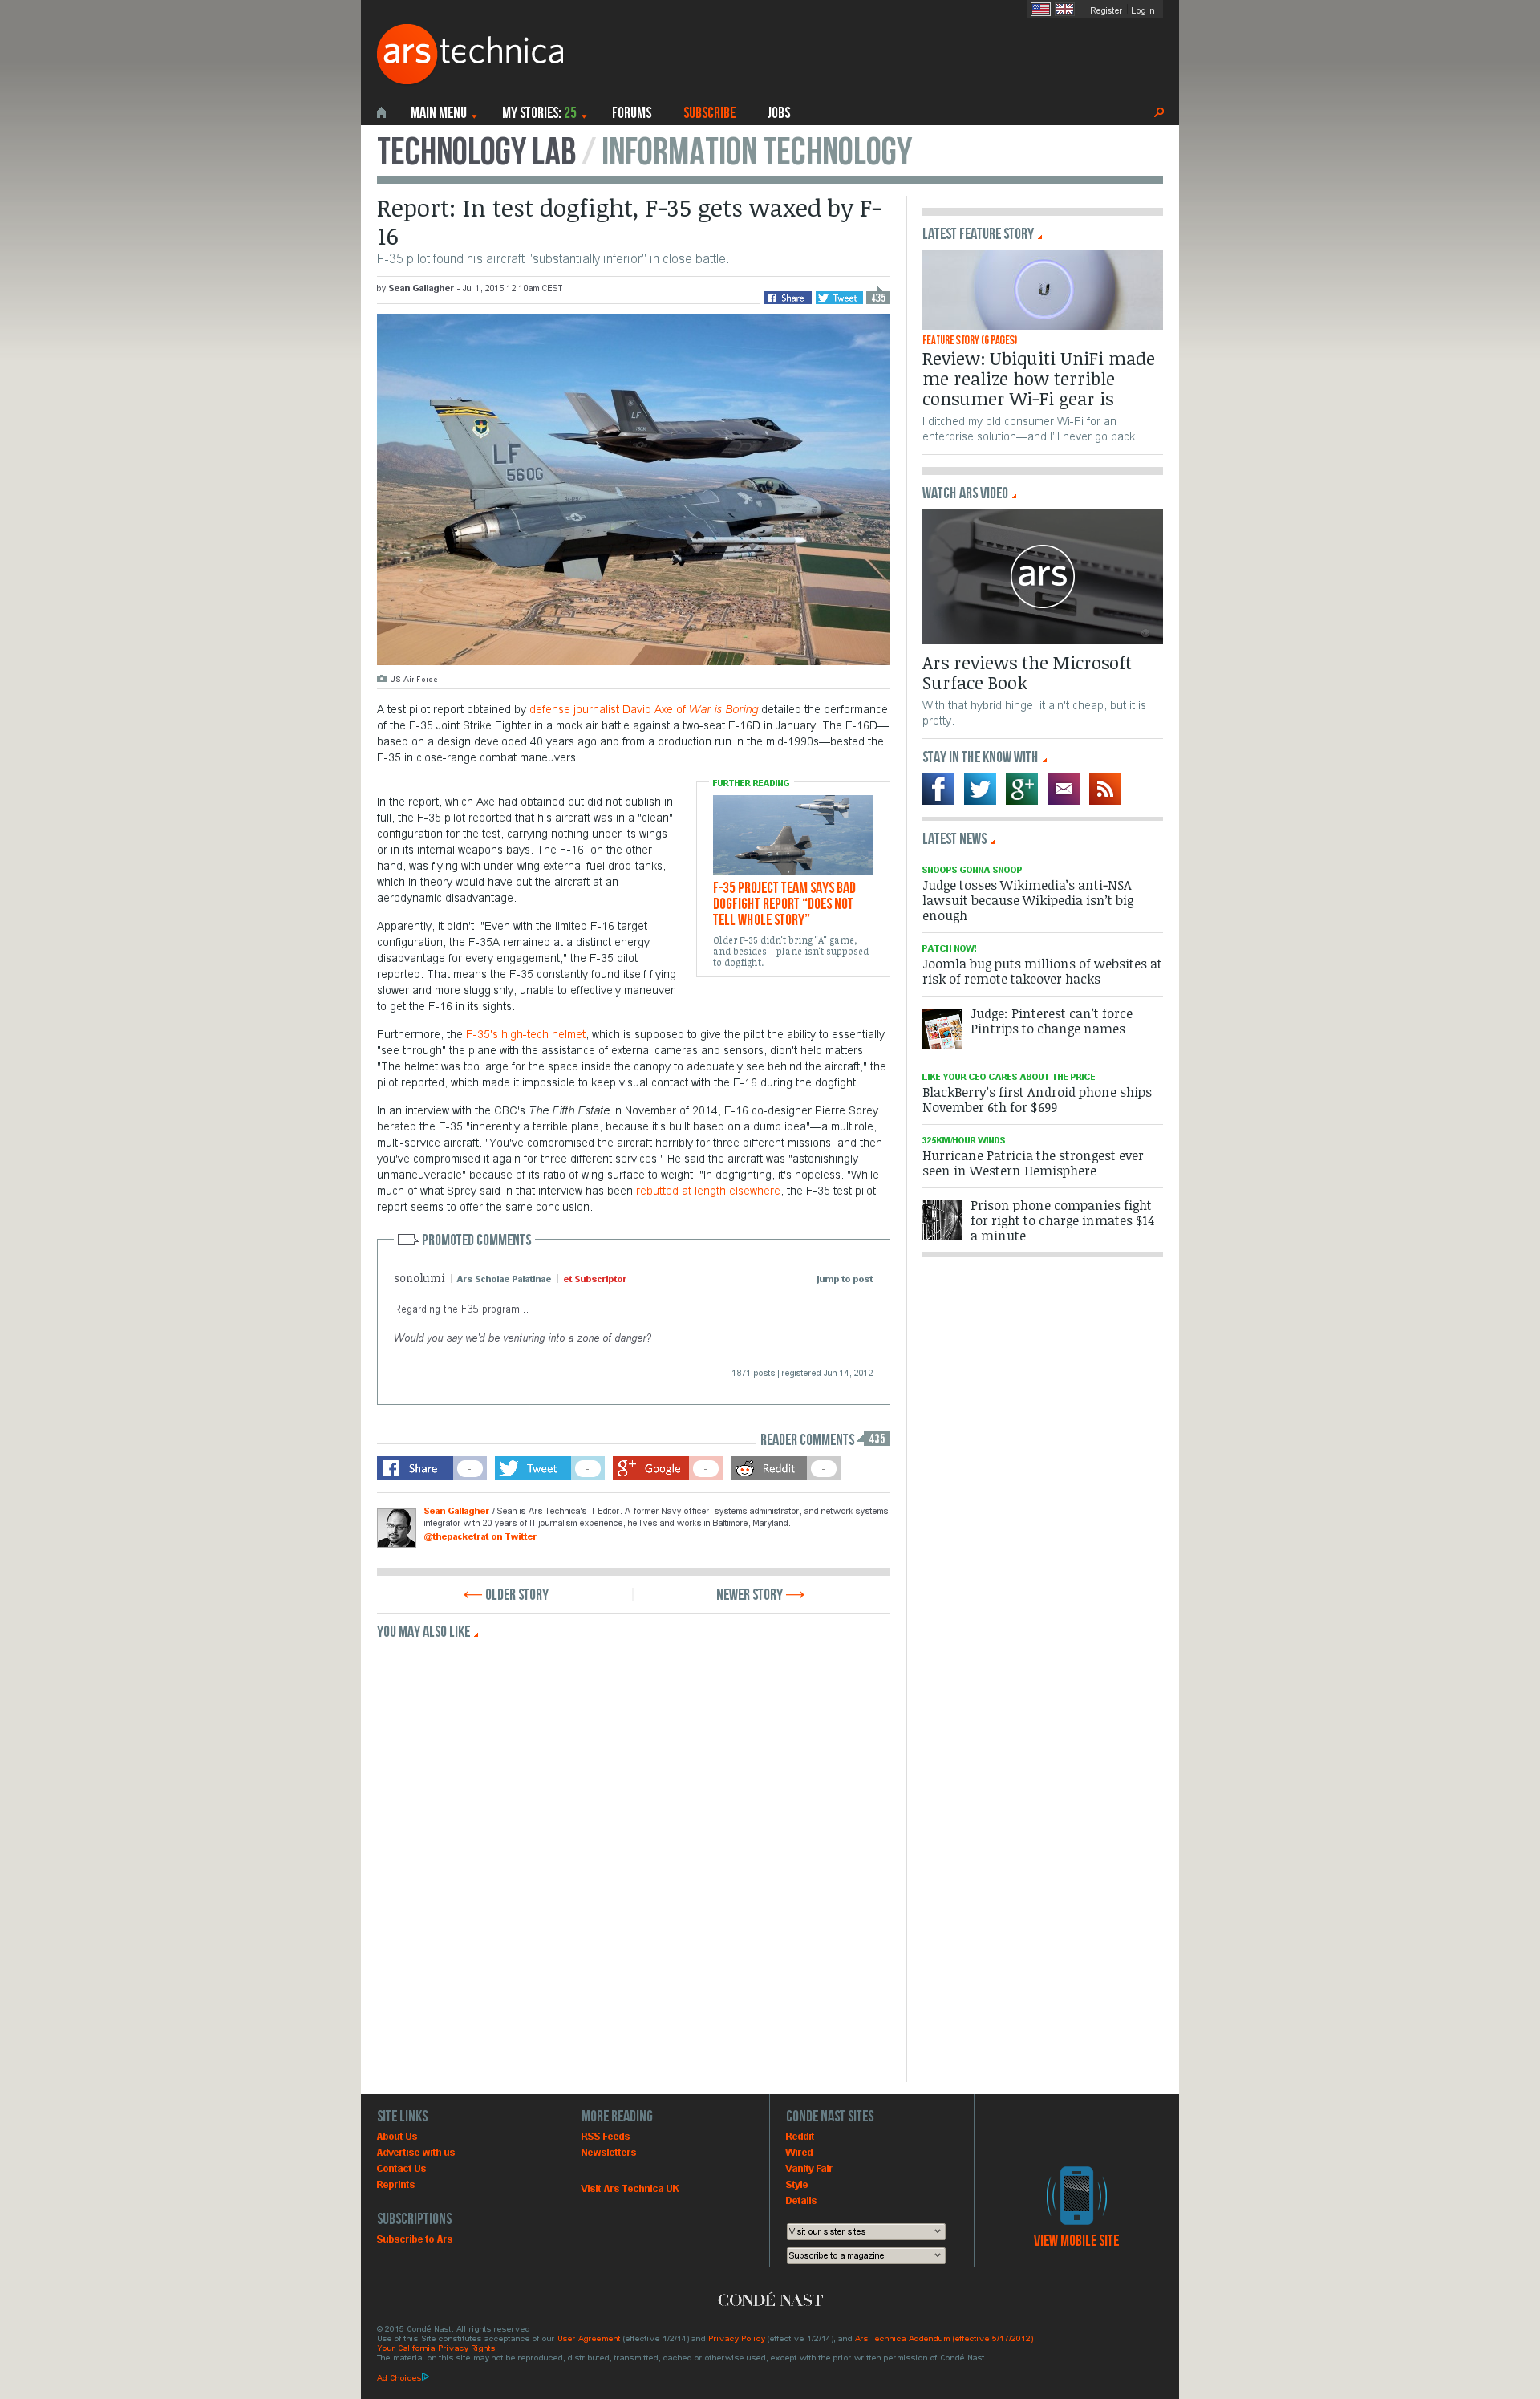 Register Log in
ars technica
MAIN MENU MY STORIES: 25 FORUMS SUBSCRIBE JOBS
TECHNOLOGY LAB / INFORMATION TECHNOLOGY
Report: In test dogfight, F-35 gets waxed by F-
16
F-35 pilot found his aircraft "substantially inferior" in close battle.
by Sean Gallagher - Jul 1, 2015 12:10am CEST
Share Tweet 435
LF
LF
560G
US Air Force
A test pilot report obtained by defense journalist David Axe of War is Boring detailed the performance
of the F-35 Joint Strike Fighter in a mock air battle against a two-seat F-16D in January. The F-16D—
based on a design developed 40 years ago and from a production run in the mid-1990s—bested the
F-35 in close-range combat maneuvers.
In the report, which Axe had obtained but did not publish in
full, the F-35 pilot reported that his aircraft was in a "clean"
configuration for the test, carrying nothing under its wings
or in its internal weapons bays. The F-16, on the other
hand, was flying with under-wing external fuel drop-tanks,
which in theory would have put the aircraft at an
aerodynamic disadvantage.
FURTHER READING
F-35 PROJECT TEAM SAYS BAD
DOGFIGHT REPORT “DOES NOT
TELL WHOLE STORY”
Older F-35 didn't bring "A" game,
and besides—plane isn't supposed
to dogfight.
Apparently, it didn't. "Even with the limited F-16 target
configuration, the F-35A remained at a distinct energy
disadvantage for every engagement," the F-35 pilot
reported. That means the F-35 constantly found itself flying
slower and more sluggishly, unable to effectively maneuver
to get the F-16 in its sights.
Furthermore, the F-35's high-tech helmet, which is supposed to give the pilot the ability to essentially
"see through" the plane with the assistance of external cameras and sensors, didn't help matters.
"The helmet was too large for the space inside the canopy to adequately see behind the aircraft," the
pilot reported, which made it impossible to keep visual contact with the F-16 during the dogfight.
In an interview with the CBC's The Fifth Estate in November of 2014, F-16 co-designer Pierre Sprey
berated the F-35 "inherently a terrible plane, because it's built based on a dumb idea"—a multirole,
multi-service aircraft. "You've compromised the aircraft horribly for three different missions, and then
you've compromised it again for three different services." He said the aircraft was "astonishingly
unmaneuverable" because of its ratio of wing surface to weight. "In dogfighting, it's hopeless. "While
much of what Sprey said in that interview has been rebutted at length elsewhere, the F-35 test pilot
report seems to offer the same conclusion.
PROMOTED COMMENTS
sonolumi Ars Scholae Palatinae et Subscriptor jump to post
Regarding the F35 program...
Would you say we'd be venturing into a zone of danger?
1871 posts | registered Jun 14, 2012
READER COMMENTS 435
Share - Tweet - Google - Reddit -
Sean Gallagher / Sean is Ars Technica's IT Editor. A former Navy officer, systems administrator, and network systems
integrator with 20 years of IT journalism experience, he lives and works in Baltimore, Maryland.
@thepacketrat on Twitter
← OLDER STORY NEWER STORY →
YOU MAY ALSO LIKE
LATEST FEATURE STORY
FEATURE STORY (6 PAGES)
Review: Ubiquiti UniFi made
me realize how terrible
consumer Wi-Fi gear is
I ditched my old consumer Wi-Fi for an
enterprise solution—and I'll never go back.
WATCH ARS VIDEO
ars
Ars reviews the Microsoft
Surface Book
With that hybrid hinge, it ain't cheap, but it is
pretty.
STAY IN THE KNOW WITH
LATEST NEWS
SNOOPS GONNA SNOOP
Judge tosses Wikimedia’s anti-NSA
lawsuit because Wikipedia isn’t big
enough
PATCH NOW!
Joomla bug puts millions of websites at
risk of remote takeover hacks
Judge: Pinterest can’t force
Pintrips to change names
LIKE YOUR CEO CARES ABOUT THE PRICE
BlackBerry’s first Android phone ships
November 6th for $699
325KM/HOUR WINDS
Hurricane Patricia the strongest ever
seen in Western Hemisphere
Prison phone companies fight
for right to charge inmates $14
a minute
SITE LINKS
About Us
Advertise with us
Contact Us
Reprints
SUBSCRIPTIONS
Subscribe to Ars
MORE READING
RSS Feeds
Newsletters
Visit Ars Technica UK
CONDE NAST SITES
Reddit
Wired
Vanity Fair
Style
Details
Visit our sister sites
Subscribe to a magazine
VIEW MOBILE SITE
CONDÉ NAST
© 2015 Condé Nast. All rights reserved
Use of this Site constitutes acceptance of our User Agreement (effective 1/2/14) and Privacy Policy (effective 1/2/14), and Ars Technica Addendum (effective 5/17/2012)
Your California Privacy Rights
The material on this site may not be reproduced, distributed, transmitted, cached or otherwise used, except with the prior written permission of Condé Nast.
Ad Choices